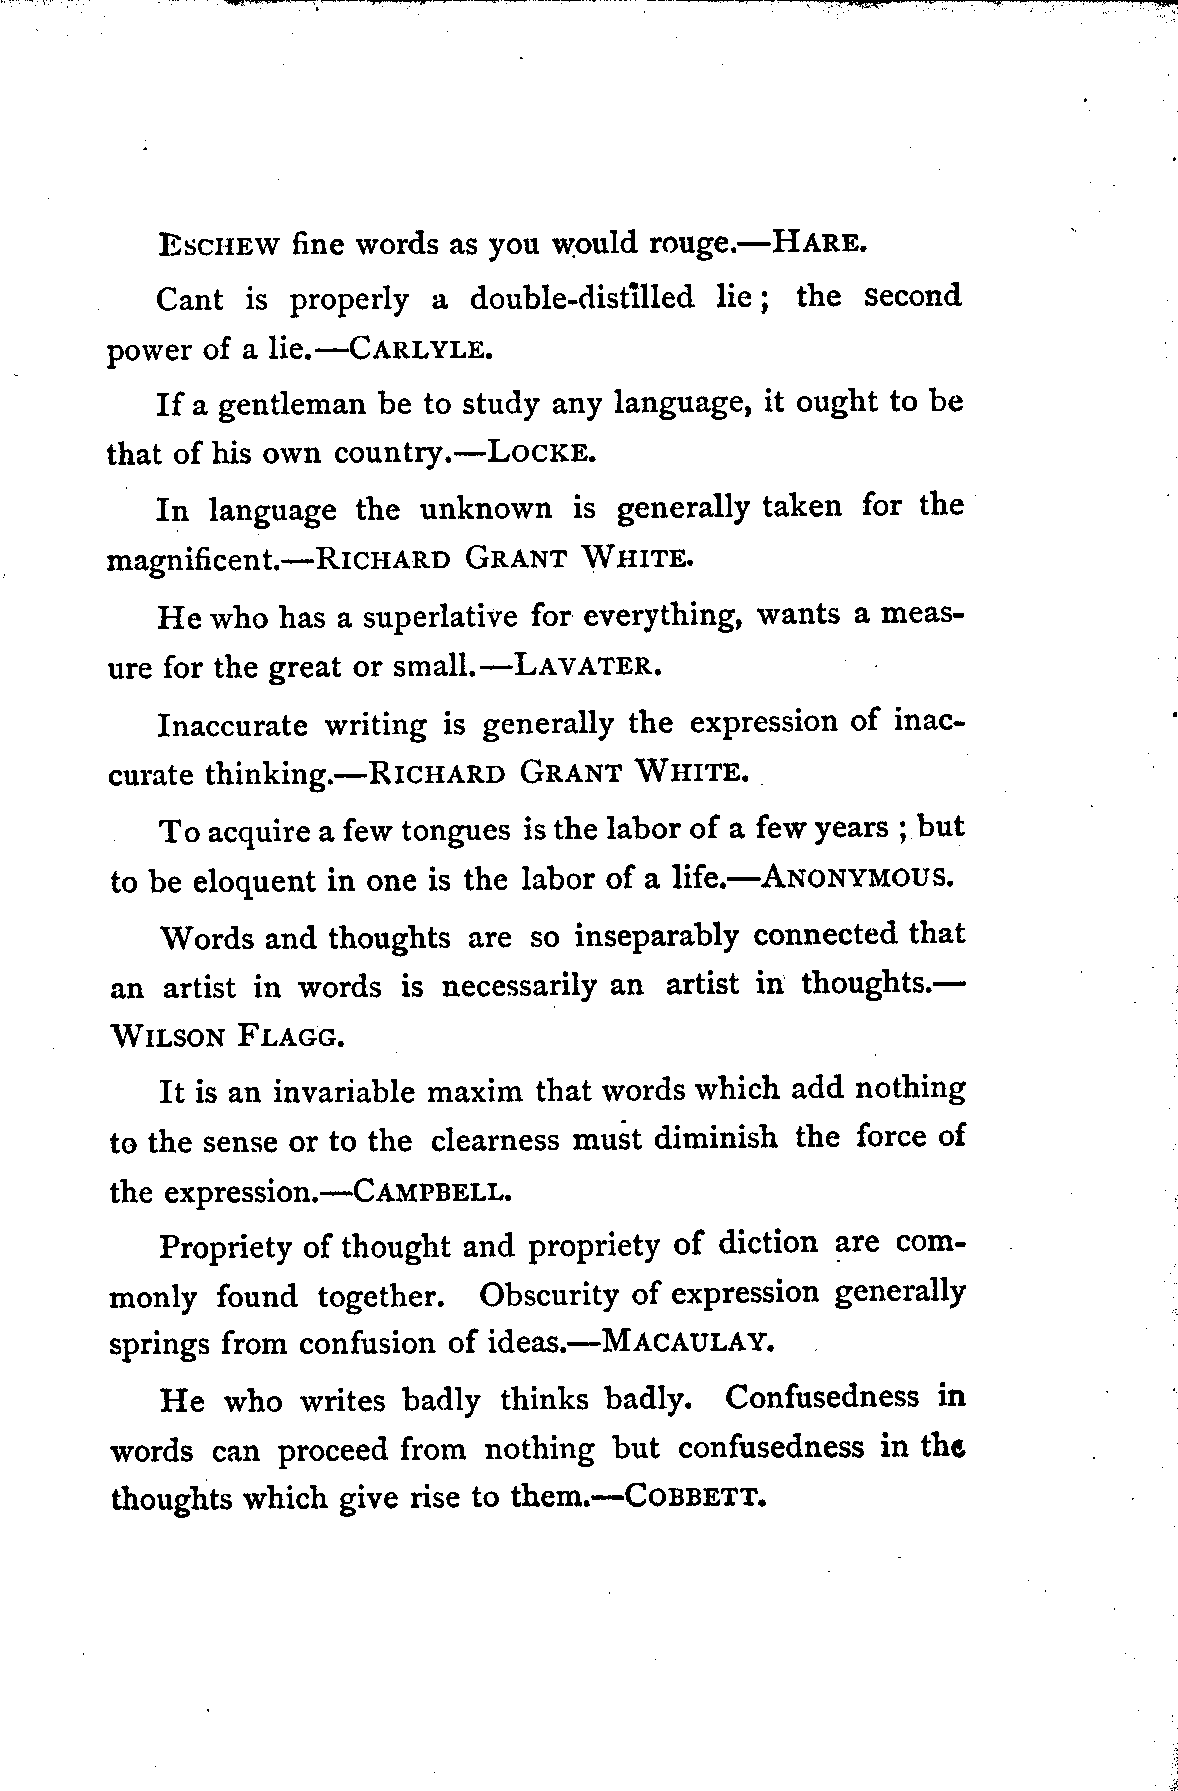 ESCHEW fine words as you would rouge.—HARE.
Cant is properly a double-distilled lie; the second
power of a lie.—CARLYLE.
If a gentleman be to study any language, it ought to be
that of his own country.—LOCKE.
In language the unknown is generally taken for the
magnificent.—RICHARD GRANT WHITE.
He who has a superlative for everything, wants a meas-
ure for the great or small.—LAVATER.
Inaccurate writing is generally the expression of inac-
curate thinking.—RICHARD GRANT WHITE.
To acquire a few tongues is the labor of a few years; but
to be eloquent in one is the labor of a life.—ANONYMOUS.
Words and thoughts are so inseparably connected that
an artist in words is necessarily an artist in thoughts.—
WILSON FLAGG.
It is an invariable maxim that words which add nothing
to the sense or to the clearness must diminish the force of
the expression.—CAMPBELL.
Propriety of thought and propriety of diction are com-
monly found together. Obscurity of expression generally
springs from confusion of ideas.—MACAULAY.
He who writes badly thinks badly. Confusedness in
words can proceed from nothing but confusedness in the
thoughts which give rise to them.—COBBETT.